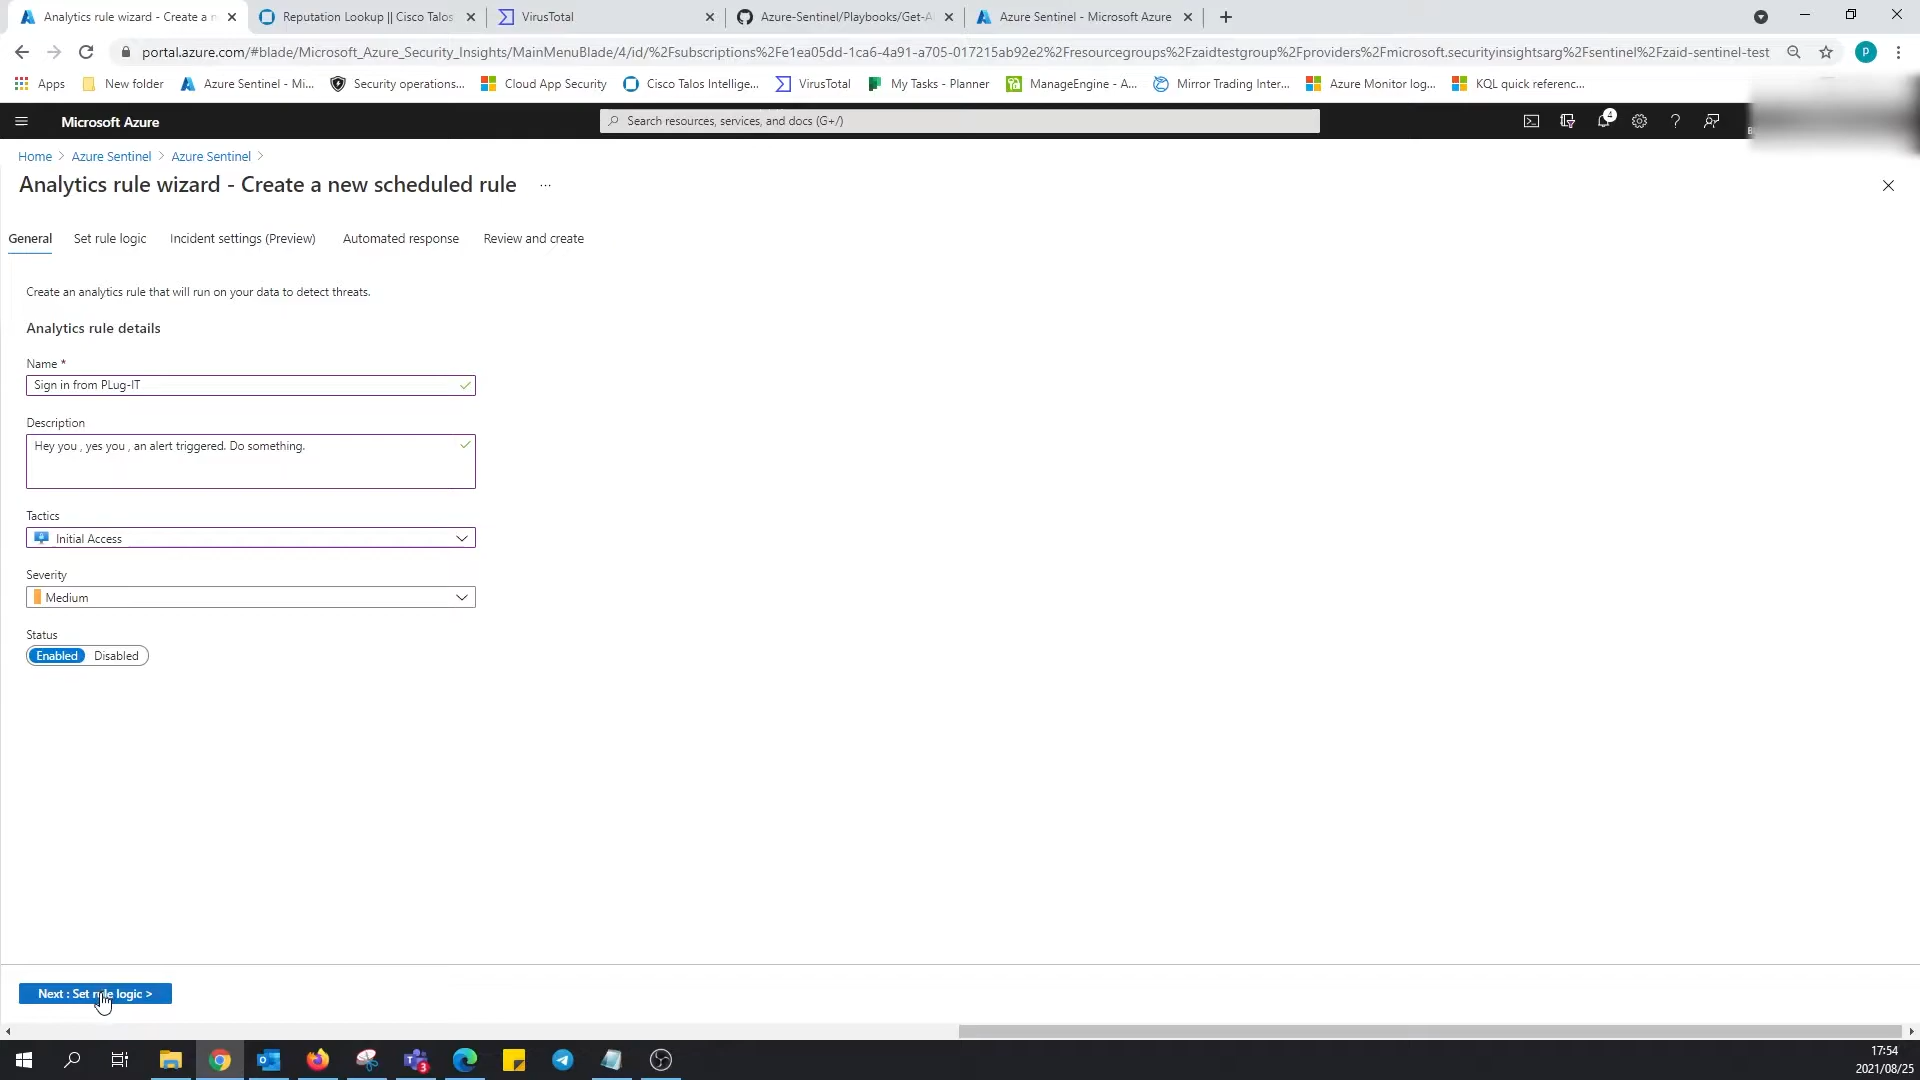 Analytics rule wizard - Create a n
Reputation Lookup || Cisco Talos
VirusTotal
Azure-Sentinel/Playbooks/Get-A
Azure Sentinel - Microsoft Azure
portal.azure.com/#blade/Microsoft_Azure_Security_Insights/MainMenuBlade/4/id/%2Fsubscriptions%2Fe1ea05dd-1ca6-4a91-a705-017215ab92e2%2Fresourcegroups%2Fzaidtestgroup%2Fproviders%2Fmicrosoft.securityinsightsarg%2Fsentinel%2Fzaid-sentinel-test
P
Apps
New folder
Azure Sentinel - Mi...
Security operations...
Cloud App Security
Cisco Talos Intellige...
VirusTotal
My Tasks - Planner
ManageEngine - A...
Mirror Trading Inter...
Azure Monitor log...
KQL quick referenc...
Microsoft Azure
Search resources, services, and docs (G+/)
4
Home > Azure Sentinel > Azure Sentinel >
Analytics rule wizard - Create a new scheduled rule ...
General
Set rule logic
Incident settings (Preview)
Automated response
Review and create
Create an analytics rule that will run on your data to detect threats.
Analytics rule details
Name *
Sign in from PLug-IT
Description
Hey you , yes you , an alert triggered. Do something.
Tactics
Initial Access
Severity
Medium
Status
Enabled Disabled
Next : Set rule logic >
3
17:54
2021/08/25